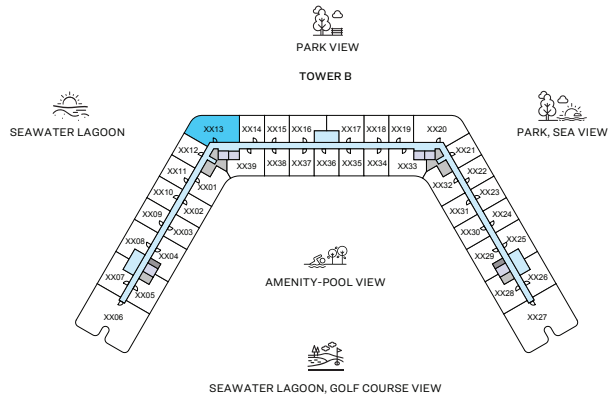 PARK VIEW
TOWER B
SEAWATER LAGOON
PARK, SEA VIEW
XX13
XX14
XX15
XX16
XX17
XX18
XX19
XX20
XX12
XX21
XX11
XX01
XX39
XX38
XX37
XX36
XX35
XX34
XX33
XX32
XX22
XX10
XX02
XX31
XX23
XX09
XX03
XX30
XX24
XX08
XX04
XX29
XX25
XX07
XX05
XX28
XX26
XX06
XX27
AMENITY-POOL VIEW
SEAWATER LAGOON, GOLF COURSE VIEW